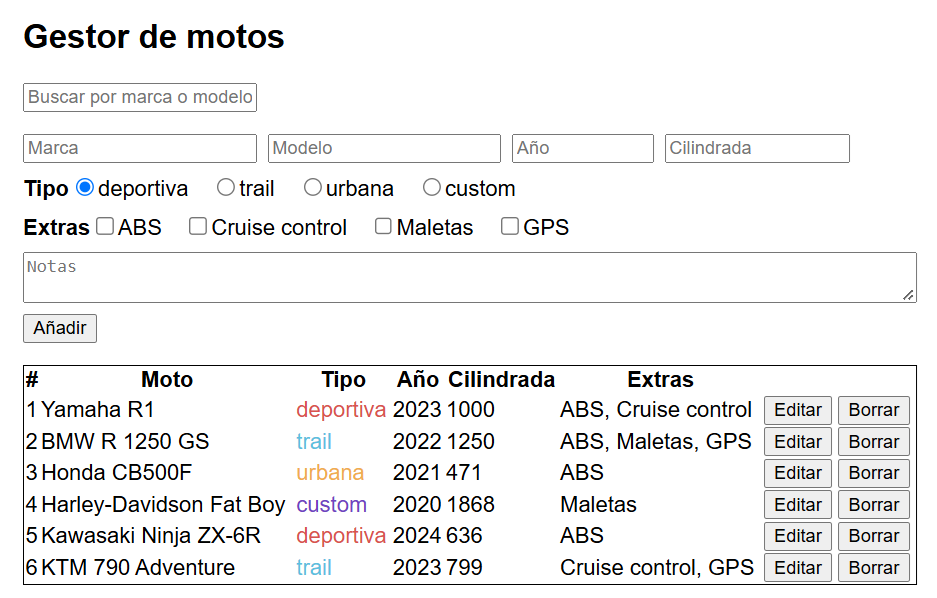 Gestor de motos
Buscar por marca o modelo
Marca Modelo Año Cilindrada
Tipo deportiva trail urbana custom
Extras ABS Cruise control Maletas GPS
Notas
Añadir
# Moto Tipo Año Cilindrada Extras
1 Yamaha R1 deportiva 2023 1000 ABS, Cruise control Editar Borrar
2 BMW R 1250 GS trail 2022 1250 ABS, Maletas, GPS Editar Borrar
3 Honda CB500F urbana 2021 471 ABS Editar Borrar
4 Harley-Davidson Fat Boy custom 2020 1868 Maletas Editar Borrar
5 Kawasaki Ninja ZX-6R deportiva 2024 636 ABS Editar Borrar
6 KTM 790 Adventure trail 2023 799 Cruise control, GPS Editar Borrar